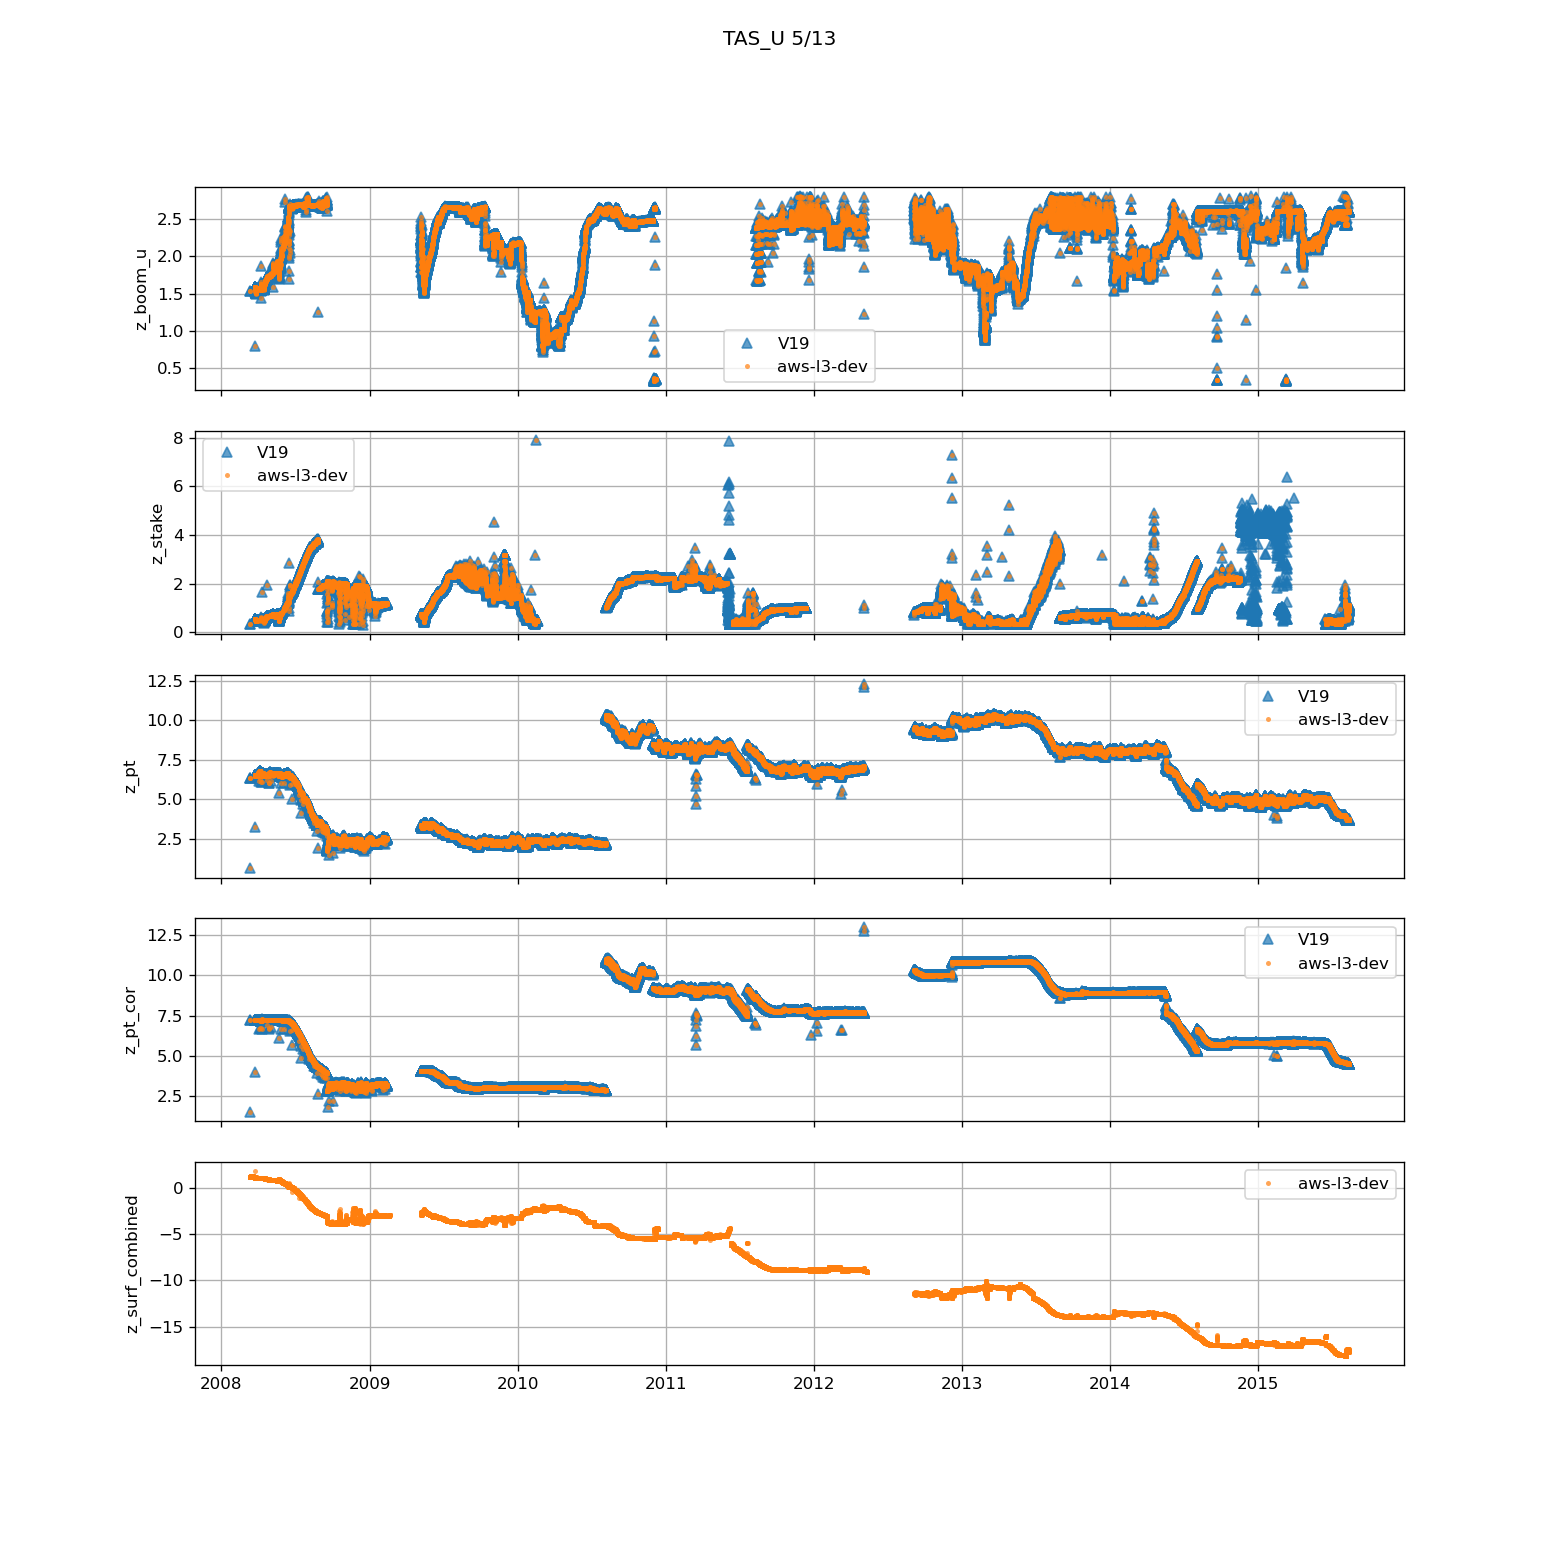 TAS_U 5/13
z_boom_u
2.5
2.0
1.5
1.0
0.5
V19
aws-l3-dev
z_stake
8
6
4
2
0
V19
aws-l3-dev
z_pt
12.5
10.0
7.5
5.0
2.5
V19
aws-l3-dev
z_pt_cor
12.5
10.0
7.5
5.0
2.5
V19
aws-l3-dev
z_surf_combined
0
−5
−10
−15
aws-l3-dev
2008 2009 2010 2011 2012 2013 2014 2015